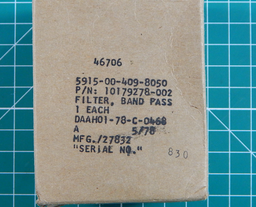 46706
5915-00-409-8050
P/N: 10179278-002
FILTER, BAND PASS
1 EACH
DAAH01-78-C-0468
A 5/78
MFG./27832
"SERIAL NO." 830